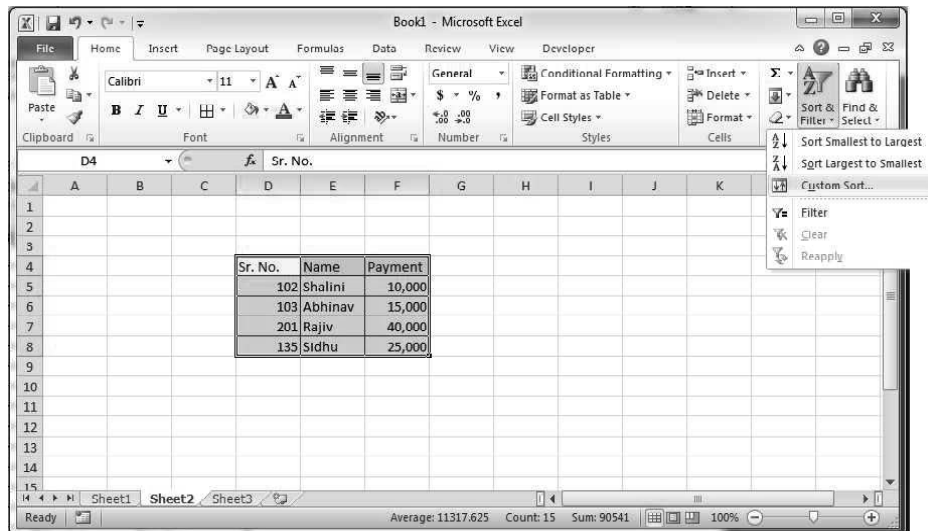 Book1 - Microsoft Excel
File Home Insert Page Layout Formulas Data Review View Developer
Paste
Calibri 11 A A
B I U A
General
$ % ,
.00 .00
Conditional Formatting
Format as Table
Cell Styles
Insert
Delete
Format
Σ
Sort & Filter
Find & Select
Clipboard Font Alignment Number Styles Cells
D4 fx Sr. No.
Sort Smallest to Largest
Sort Largest to Smallest
Custom Sort...
Filter
Clear
Reapply
A B C D E F G H I J K
1
2
3
4 Sr. No. Name Payment
5 102 Shalini 10,000
6 103 Abhinav 15,000
7 201 Rajiv 40,000
8 135 Sidhu 25,000
9
10
11
12
13
14
15
Sheet1 Sheet2 Sheet3
Ready Average: 11317.625 Count: 15 Sum: 90541 100%